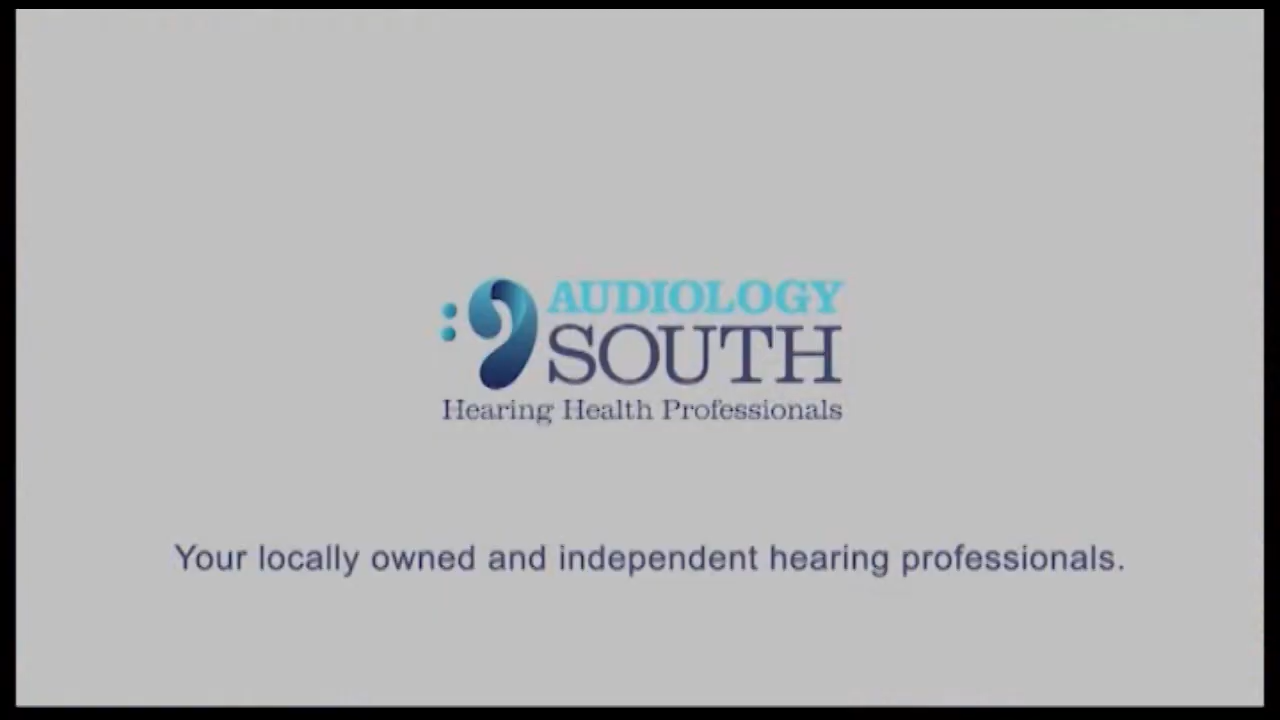 AUDIOLOGY
SOUTH
Hearing Health Professionals
Your locally owned and independent hearing professionals.